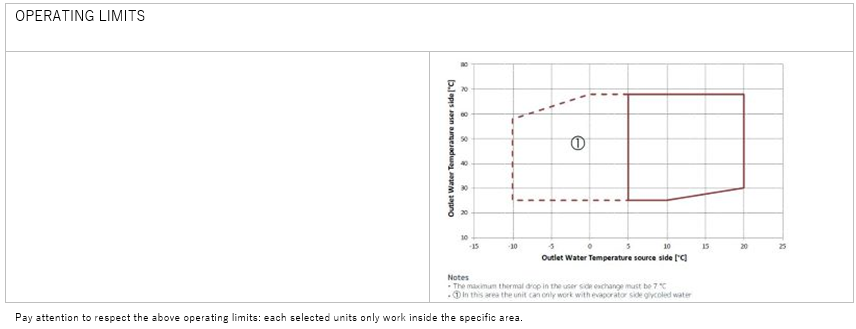 OPERATING LIMITS
Outlet Water Temperature user side [°C]
80
70
60
50
40
30
20
10
①
-15 -10 -5 0 5 10 15 20 25
Outlet Water Temperature source side [°C]
Notes
- The maximum thermal drop in the user side exchange must be 7 °C
- ① In this area the unit can only work with evaporator side glycoled water
Pay attention to respect the above operating limits: each selected units only work inside the specific area.